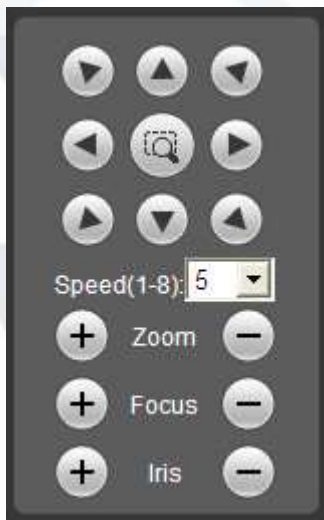 Speed(1-8): 5
+ Zoom −
+ Focus −
+ Iris −